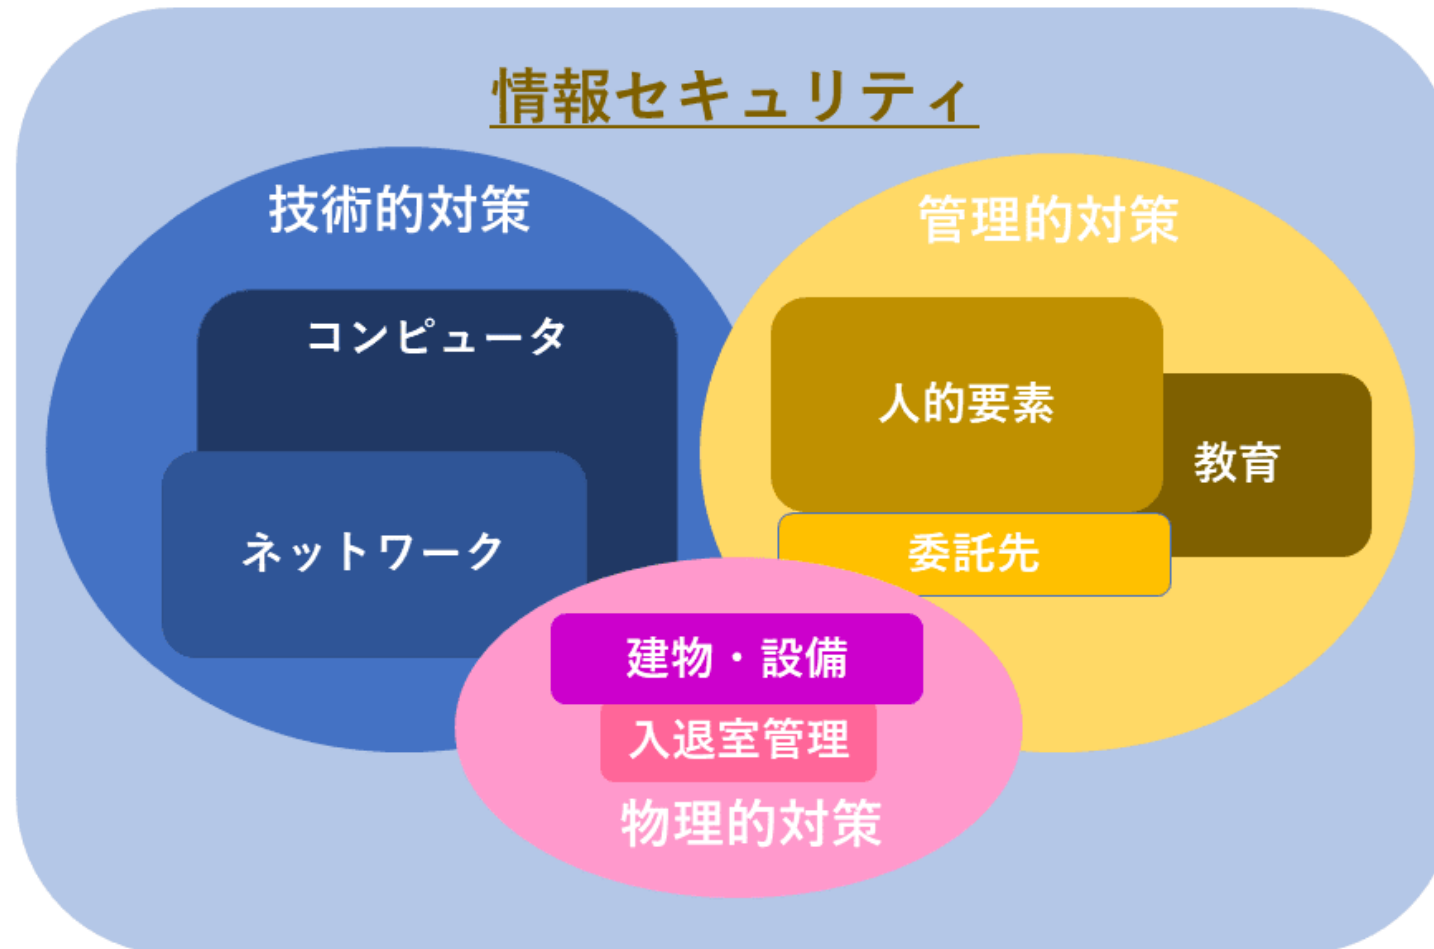 情報セキュリティ
技術的対策
コンピュータ
ネットワーク
管理的対策
人的要素
教育
委託先
建物・設備
入退室管理
物理的対策